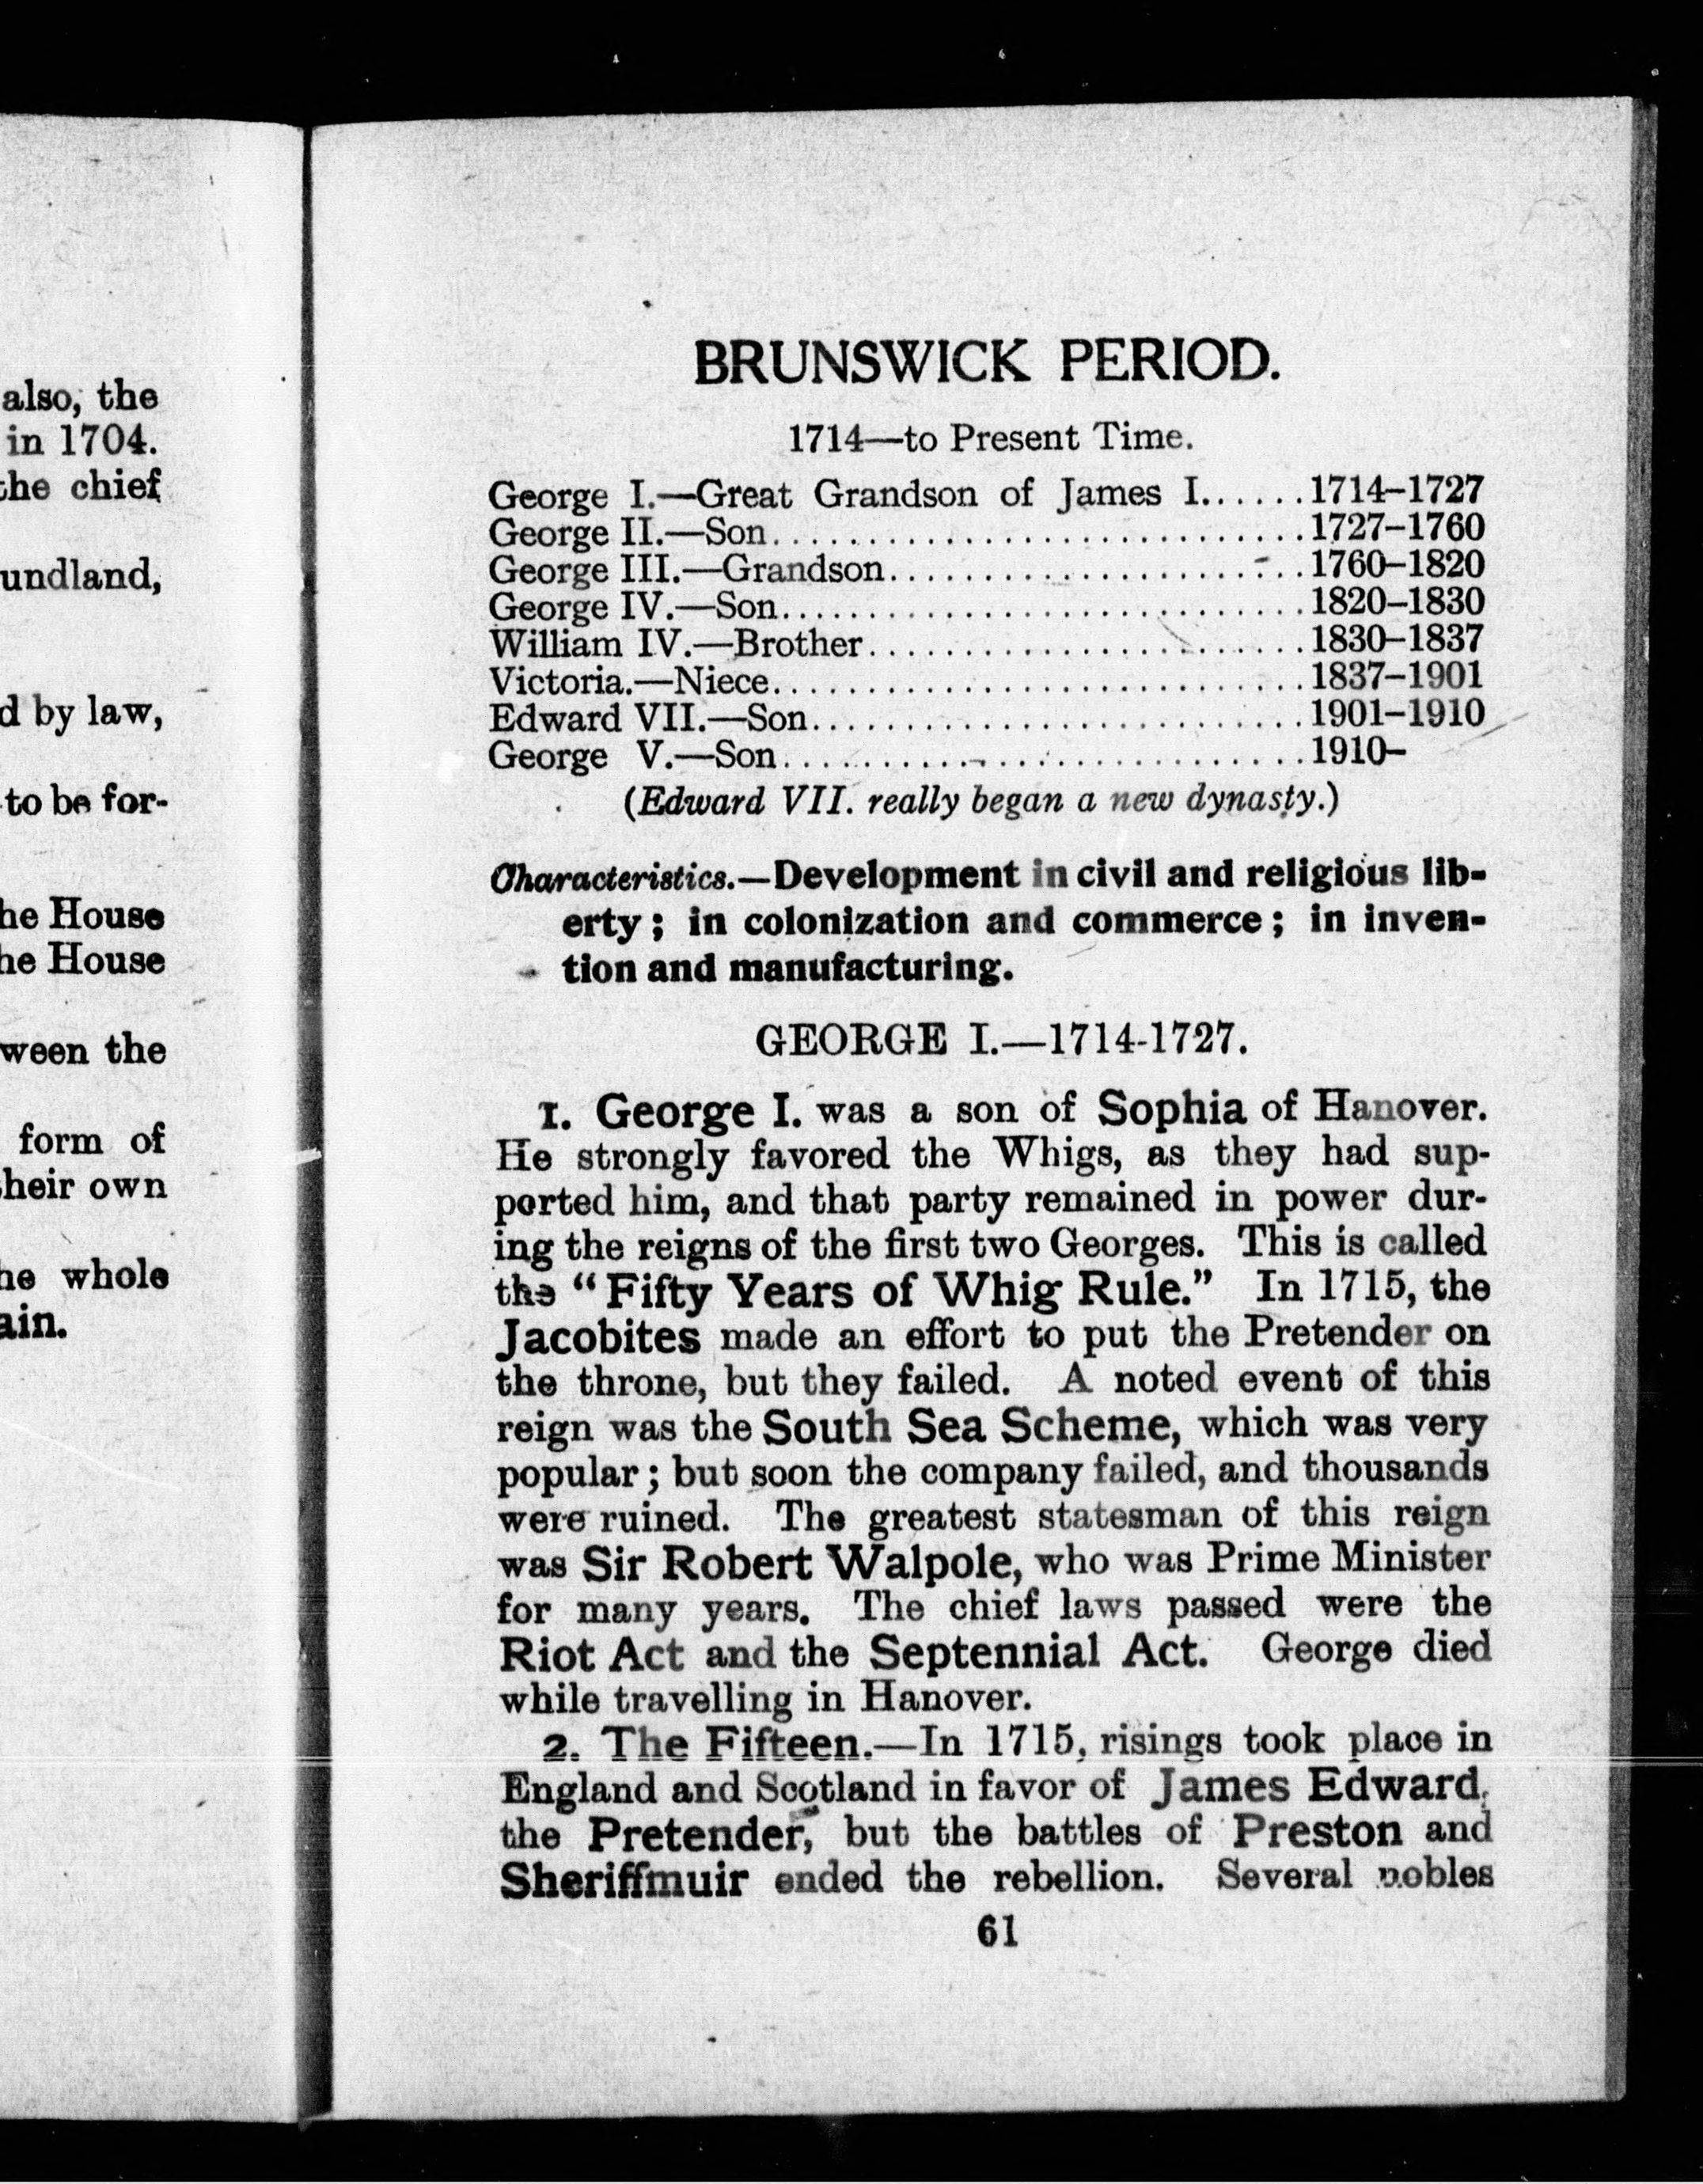 also, the
in 1704.
the chief
undland,
d by law,
to be for-
he House
he House
ween the
form of
their own
he whole
ain.
BRUNSWICK PERIOD.
1714—to Present Time.
George I.—Great Grandson of James I......1714-1727
George II.—Son.............................1727-1760
George III.—Grandson.......................1760-1820
George IV.—Son.............................1820-1830
William IV.—Brother........................1830-1837
Victoria.—Niece.............................1837-1901
Edward VII.—Son...........................1901-1910
George V.—Son.............................1910-
(Edward VII. really began a new dynasty.)
Characteristics.—Development in civil and religious lib-
erty; in colonization and commerce; in inven-
tion and manufacturing.
GEORGE I.—1714-1727.
1. George I. was a son of Sophia of Hanover.
He strongly favored the Whigs, as they had sup-
ported him, and that party remained in power dur-
ing the reigns of the first two Georges. This is called
the "Fifty Years of Whig Rule." In 1715, the
Jacobites made an effort to put the Pretender on
the throne, but they failed. A noted event of this
reign was the South Sea Scheme, which was very
popular; but soon the company failed, and thousands
were ruined. The greatest statesman of this reign
was Sir Robert Walpole, who was Prime Minister
for many years. The chief laws passed were the
Riot Act and the Septennial Act. George died
while travelling in Hanover.
2. The Fifteen.—In 1715, risings took place in
England and Scotland in favor of James Edward,
the Pretender, but the battles of Preston and
Sheriffmuir ended the rebellion. Several nobles
61